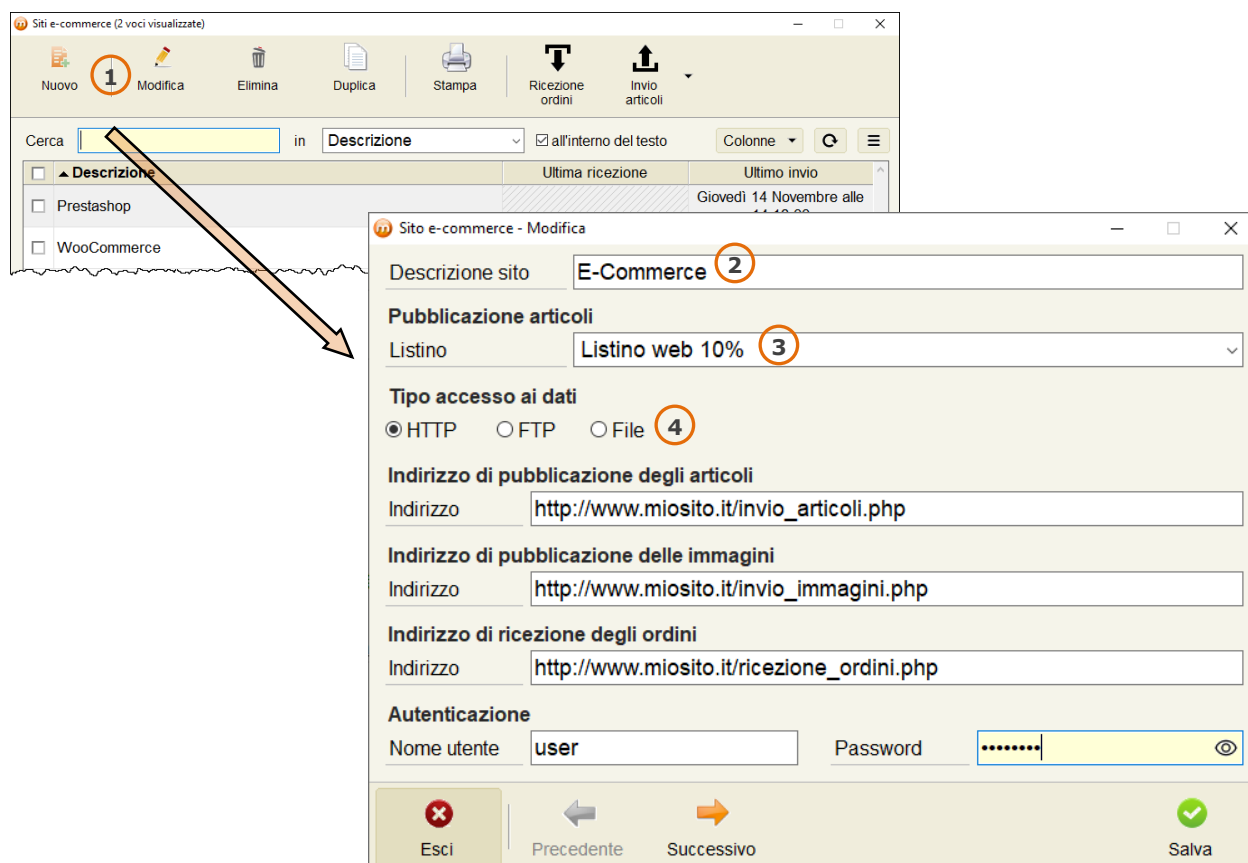 Siti e-commerce (2 voci visualizzate)
Nuovo 1 Modifica Elimina Duplica Stampa Ricezione ordini Invio articoli
Cerca in Descrizione all'interno del testo Colonne
Descrizione Ultima ricezione Ultimo invio
Prestashop Giovedì 14 Novembre alle
WooCommerce
Sito e-commerce - Modifica
Descrizione sito E-Commerce 2
Pubblicazione articoli
Listino Listino web 10% 3
Tipo accesso ai dati
HTTP FTP File 4
Indirizzo di pubblicazione degli articoli
Indirizzo http://www.miosito.it/invio_articoli.php
Indirizzo di pubblicazione delle immagini
Indirizzo http://www.miosito.it/invio_immagini.php
Indirizzo di ricezione degli ordini
Indirizzo http://www.miosito.it/ricezione_ordini.php
Autenticazione
Nome utente user Password ••••••••
Esci Precedente Successivo Salva